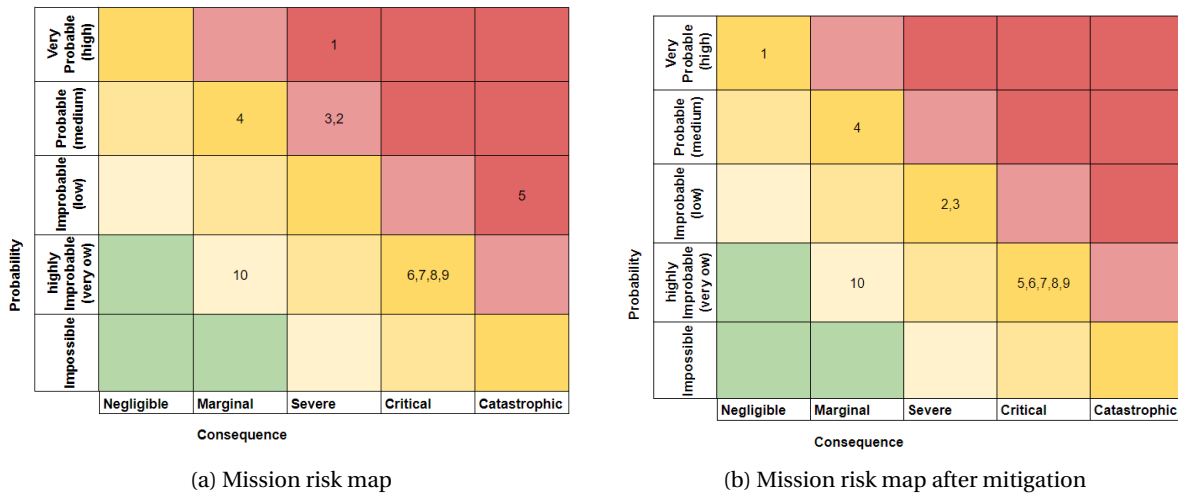 Very
Probable
(high)
1
Probable
(medium)
4
3,2
Improbable
(low)
5
Probability
highly
Improbable
(very ow)
10
6,7,8,9
Impossible
Negligible
Marginal
Severe
Critical
Catastrophic
Consequence
(a) Mission risk map
Very
Probable
(high)
1
Probable
(medium)
4
Improbable
(low)
2,3
Probability
highly
Improbable
(very ow)
10
5,6,7,8,9
Impossible
Negligible
Marginal
Severe
Critical
Catastrophic
Consequence
(b) Mission risk map after mitigation